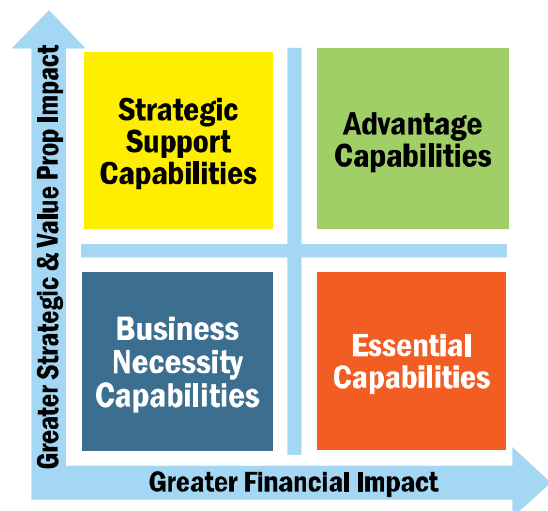 Greater Strategic & Value Prop Impact
Strategic
Support
Capabilities
Advantage
Capabilities
Business
Necessity
Capabilities
Essential
Capabilities
Greater Financial Impact